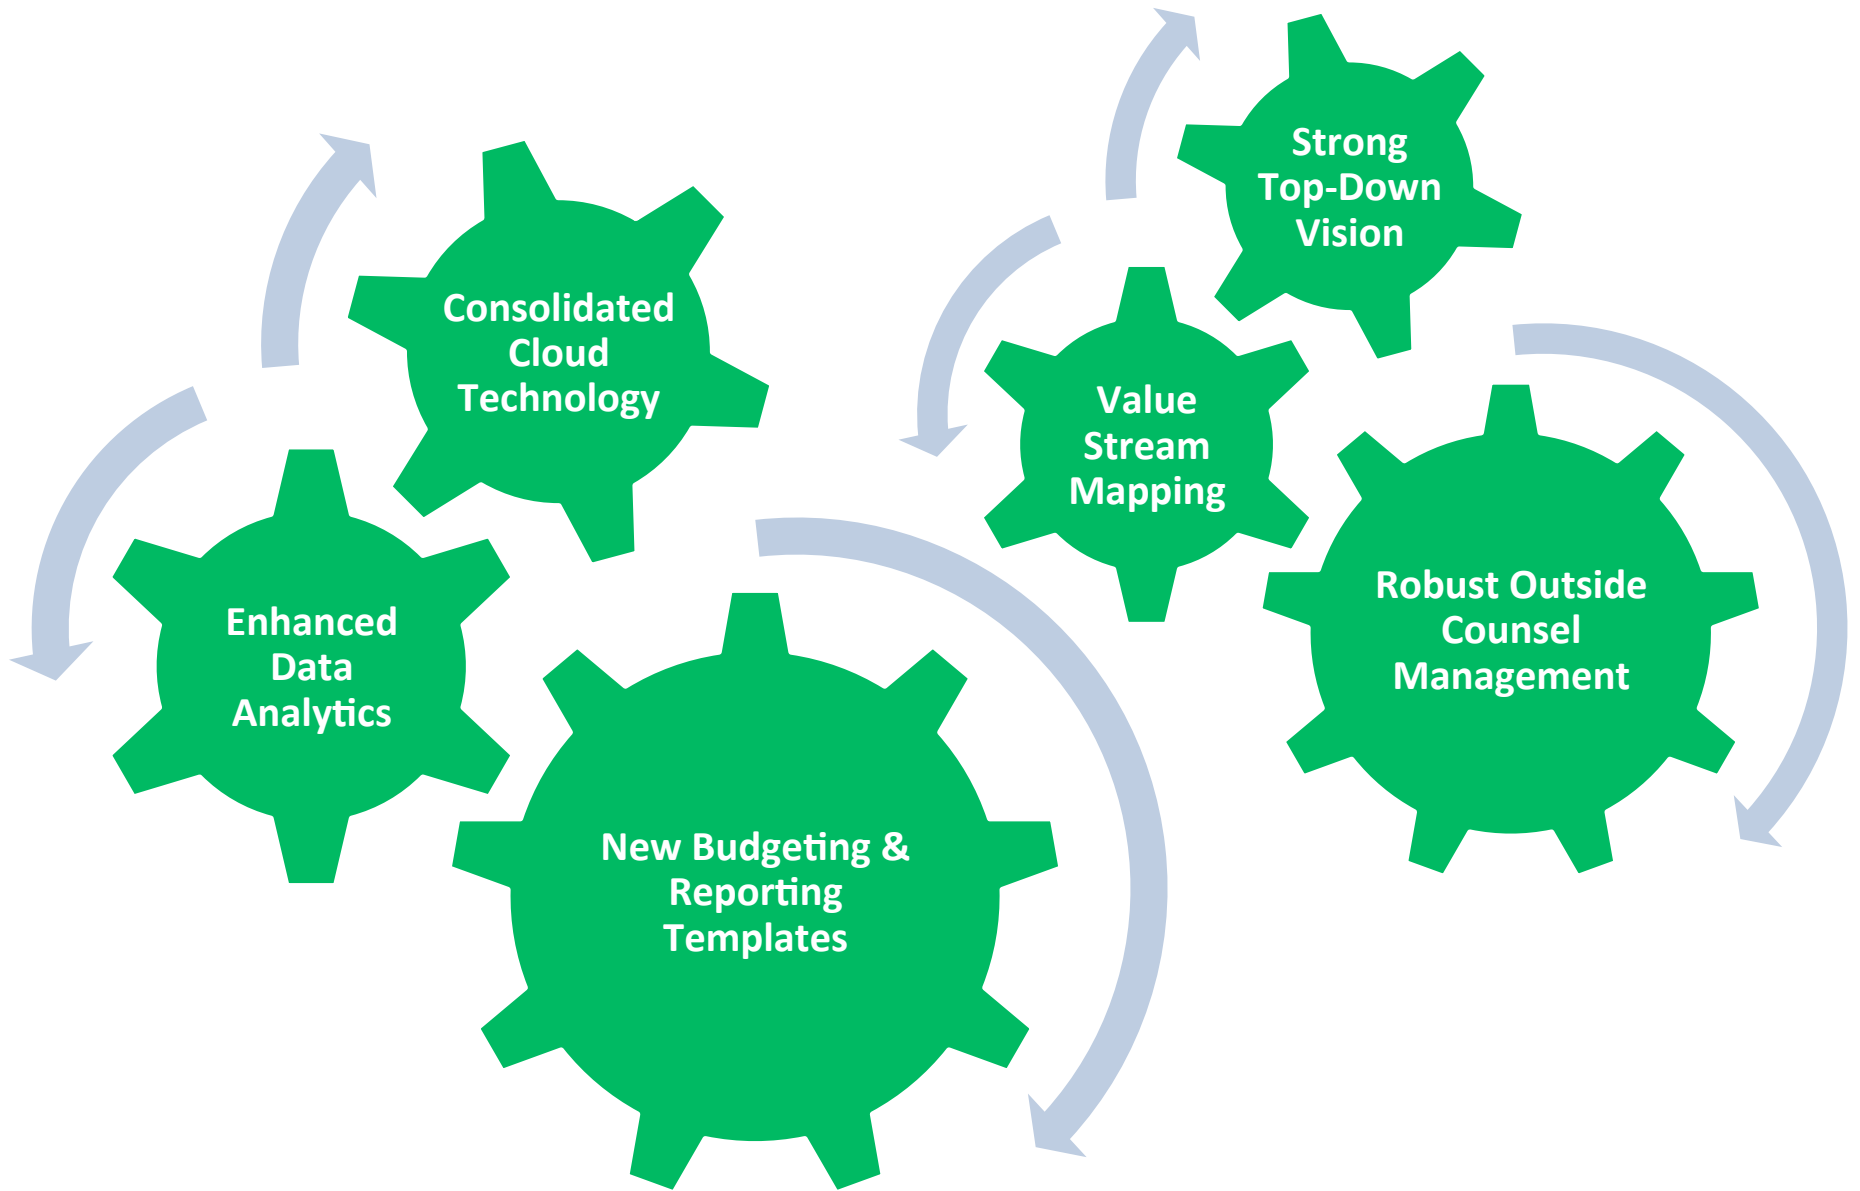 Consolidated
Cloud
Technology
Enhanced
Data
Analytics
New Budgeting &
Reporting
Templates
Strong
Top-Down
Vision
Value
Stream
Mapping
Robust Outside
Counsel
Management